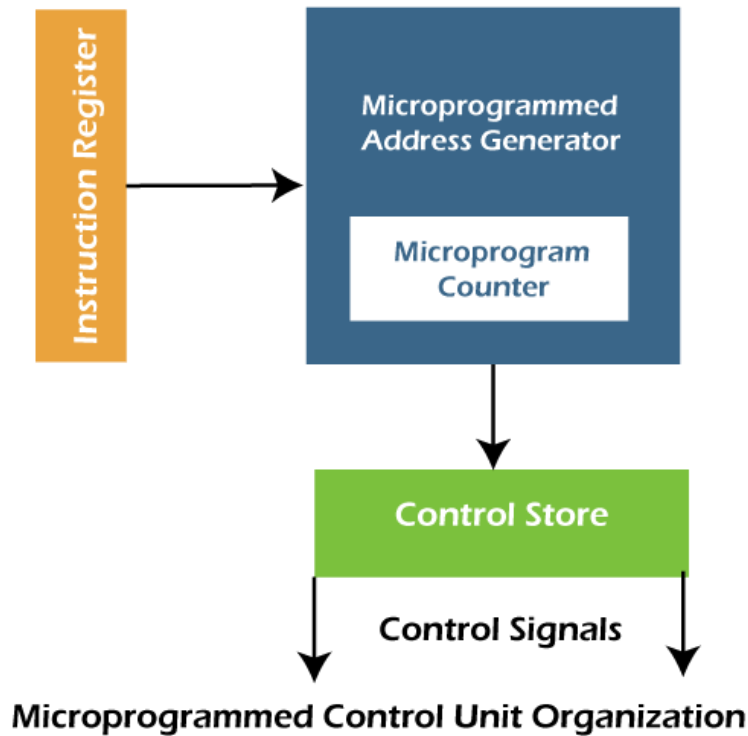 Instruction Register
Microprogrammed
Address Generator
Microprogram
Counter
Control Store
Control Signals
Microprogrammed Control Unit Organization